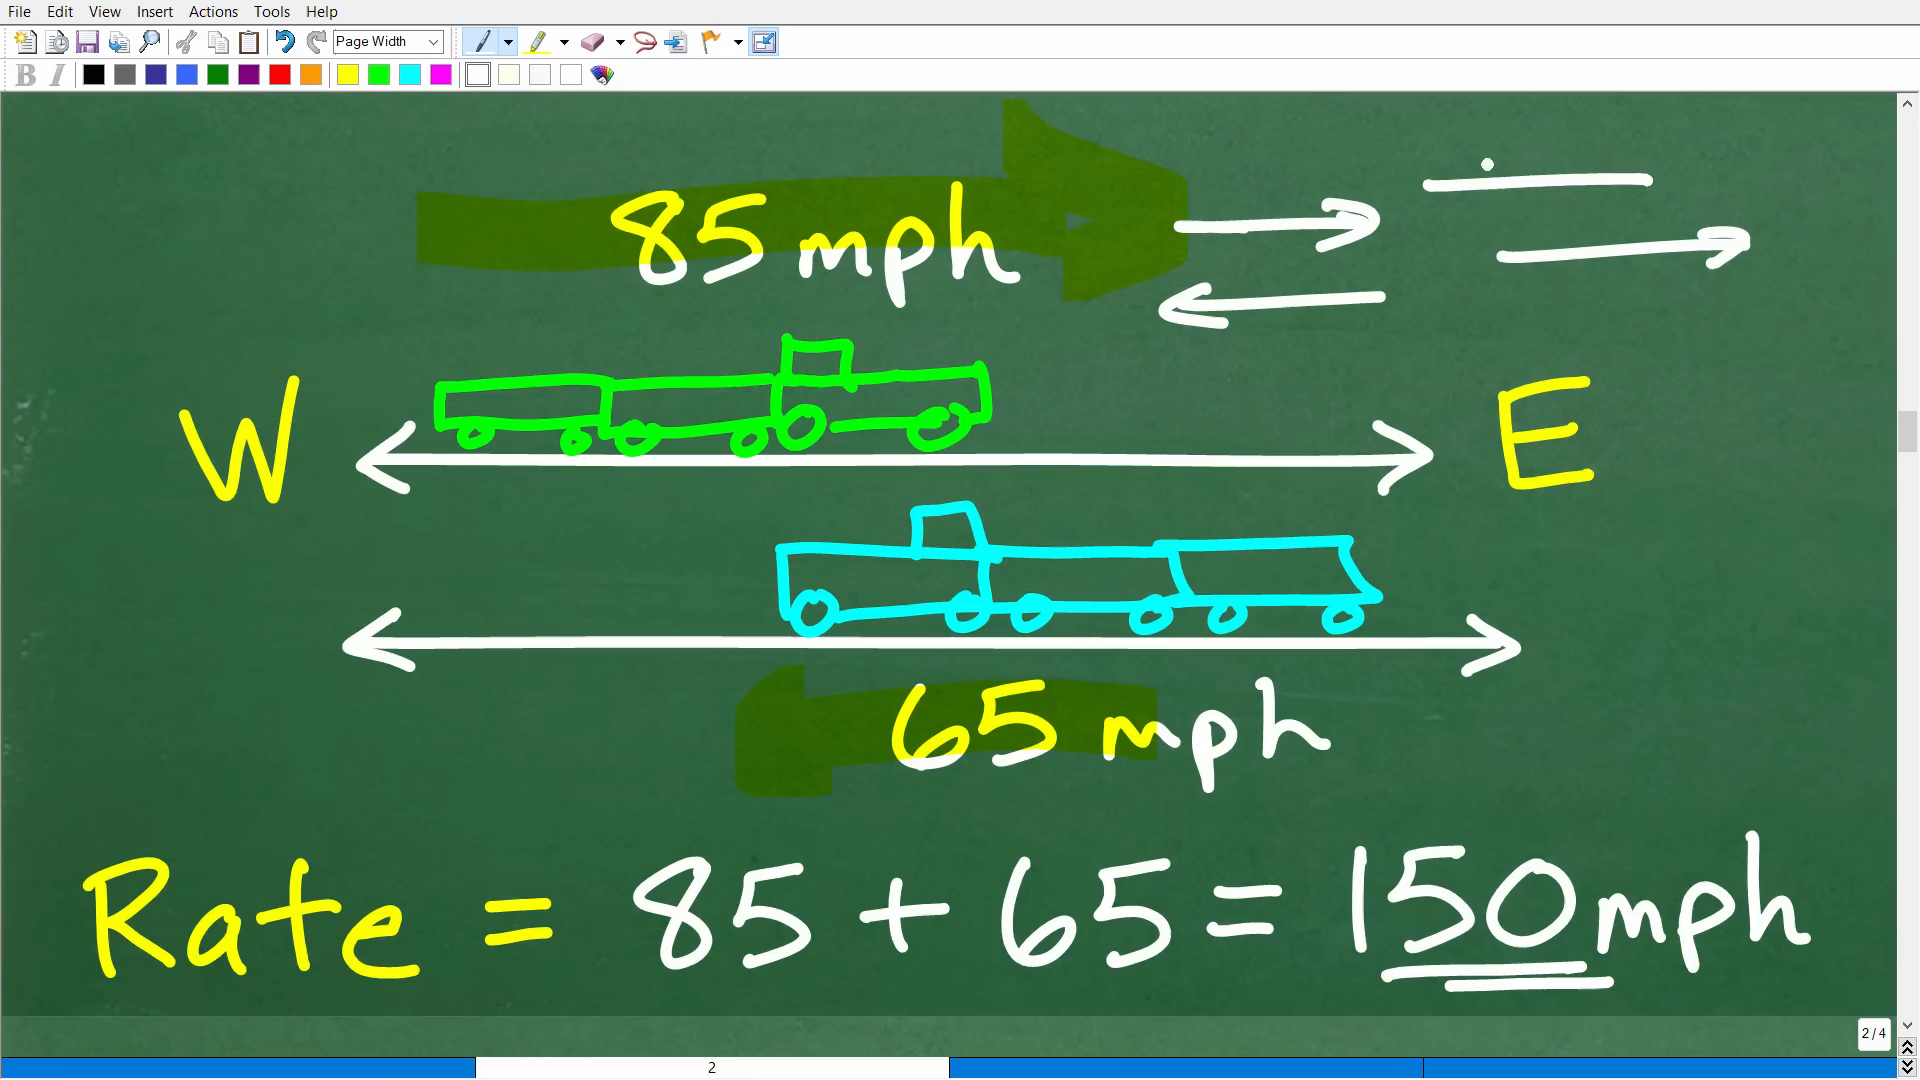 File Edit View Insert Actions Tools Help
Page Width
B I
85 mph
W E
65 mph
Rate = 85 + 65 = 150 mph
2 / 4
2